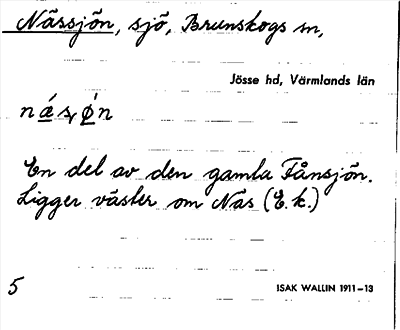 Nässjön, sjö, Brunskogs sn,
Jösse hd, Värmlands län
nǽsø̀n
En del av den gamla Fånsjön.
Ligger väster om Näs (E.k.)
5
ISAK WALLIN 1911–13